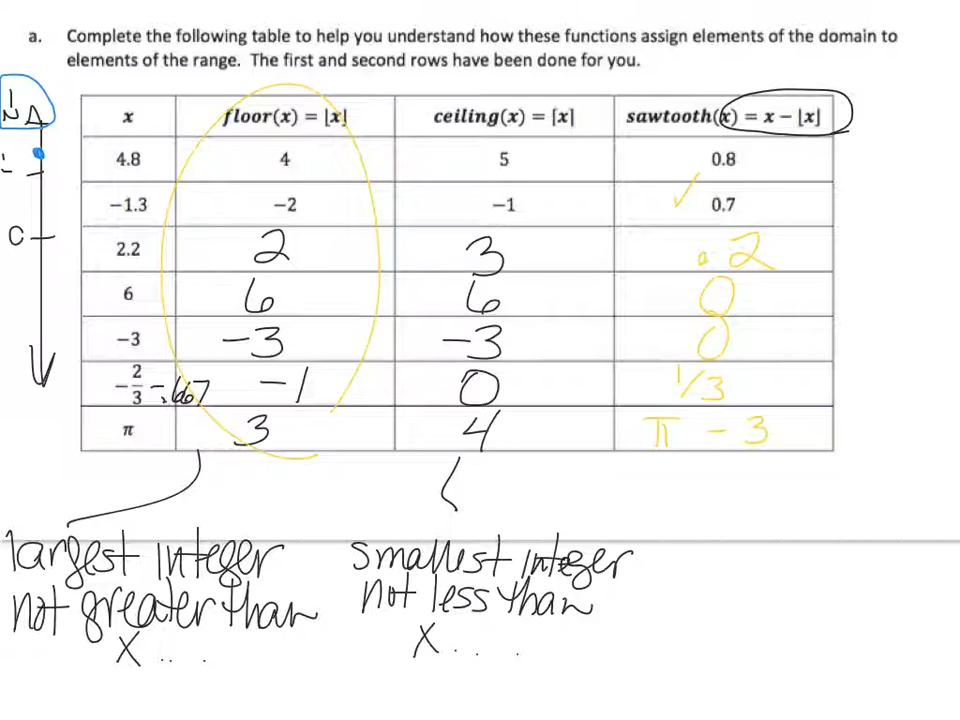 a. Complete the following table to help you understand how these functions assign elements of the domain to
elements of the range. The first and second rows have been done for you.
x floor(x) = ⌊x⌋ ceiling(x) = ⌈x⌉ sawtooth(x) = x − ⌊x⌋
4.8 4 5 0.8
−1.3 −2 −1 0.7
2.2 2 3 .2
6 6 6 0
−3 −3 −3 0
−2/3 =.667 −1 0 1/3
π 3 4 π − 3
largest integer
not greater than
x ....
smallest integer
not less than
x ....